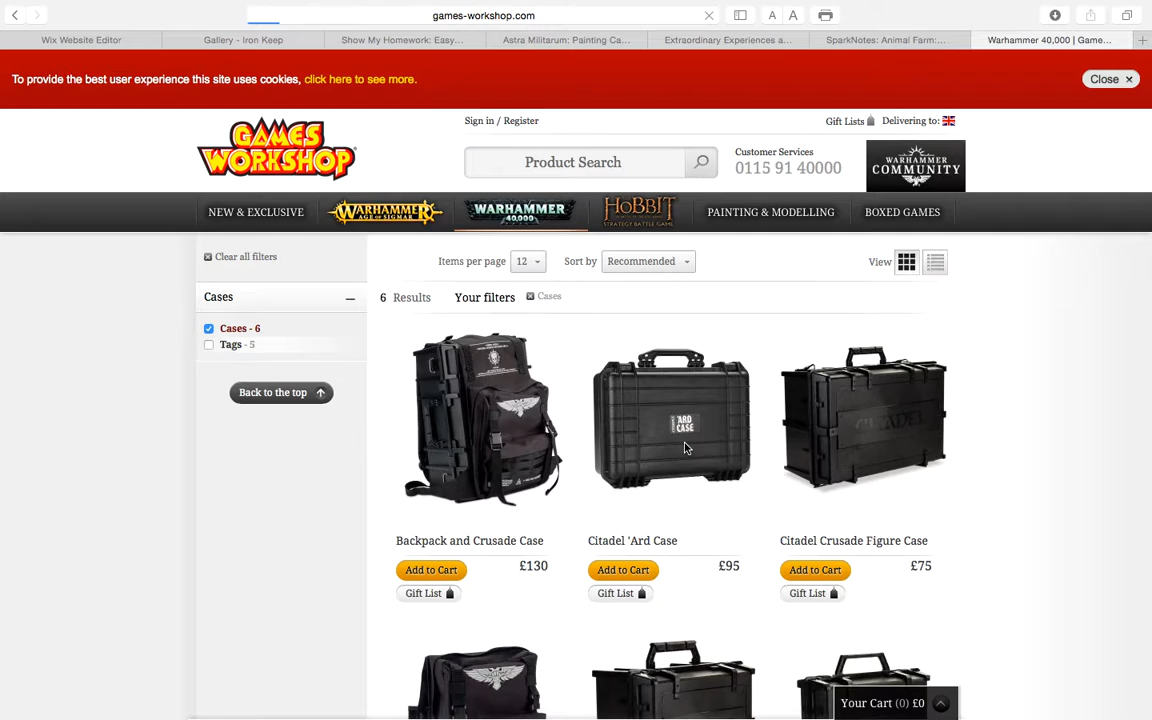 games-workshop.com
A A
Wix Website Editor
Gallery - Iron Keep
Show My Homework: Easy...
Astra Militarum: Painting Ca...
Extraordinary Experiences a...
SparkNotes: Animal Farm:...
Warhammer 40,000 | Game...
To provide the best user experience this site uses cookies, click here to see more.
Close ×
GAMES
WORKSHOP
Sign in / Register
Gift Lists
Delivering to:
Product Search
Customer Services
0115 91 40000
WARHAMMER
COMMUNITY
NEW & EXCLUSIVE
WARHAMMER
AGE OF SIGMAR
WARHAMMER
40,000
THE HOBBIT
STRATEGY BATTLE GAME
PAINTING & MODELLING
BOXED GAMES
Clear all filters
Items per page 12
Sort by Recommended
View
Cases
6 Results
Your filters
Cases
Cases - 6
Tags - 5
Back to the top
'ARD
CASE
CITADEL
Backpack and Crusade Case
Citadel 'Ard Case
Citadel Crusade Figure Case
Add to Cart £130
Add to Cart £95
Add to Cart £75
Gift List
Gift List
Gift List
Your Cart (0) £0